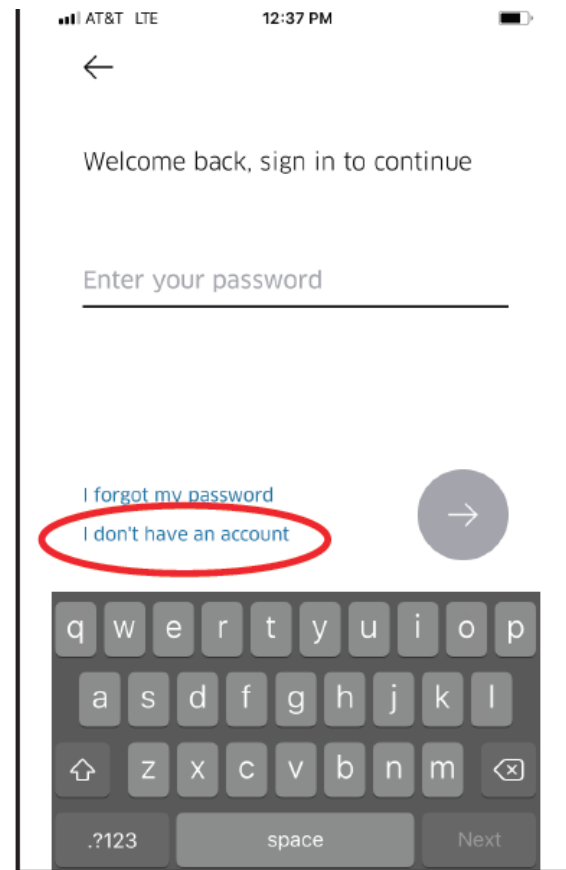 AT&T LTE 12:37 PM
Welcome back, sign in to continue
Enter your password
I forgot my password
I don't have an account
q w e r t y u i o p
a s d f g h j k l
z x c v b n m
.?123 space Next